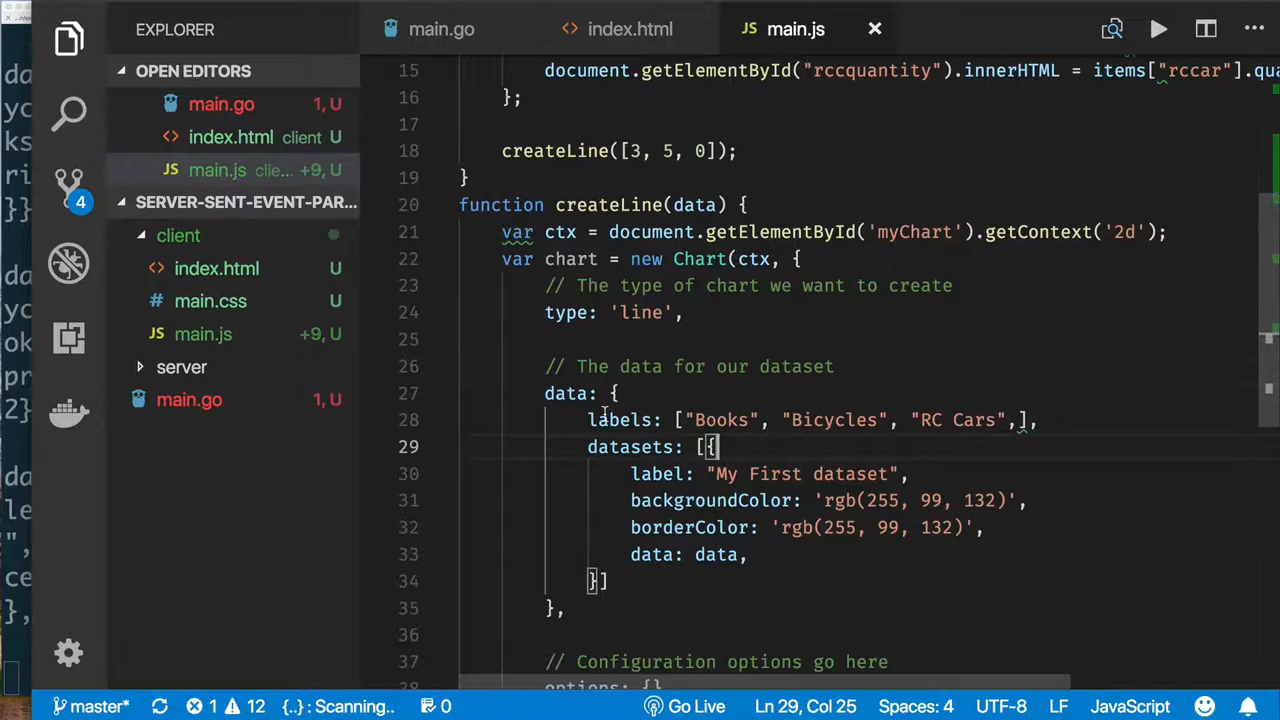 EXPLORER
main.go
index.html
JS main.js
OPEN EDITORS
main.go 1, U
index.html client U
JS main.js clie... +9, U
SERVER-SENT-EVENT-PAR...
4
client
index.html U
# main.css U
JS main.js +9, U
server
main.go 1, U
15 document.getElementById("rccquantity").innerHTML = items["rccar"].qua
16 };
17
18 createLine([3, 5, 0]);
19 }
20 function createLine(data) {
21 var ctx = document.getElementById('myChart').getContext('2d');
22 var chart = new Chart(ctx, {
23 // The type of chart we want to create
24 type: 'line',
25
26 // The data for our dataset
27 data: {
28 labels: ["Books", "Bicycles", "RC Cars",],
29 datasets: [{
30 label: "My First dataset",
31 backgroundColor: 'rgb(255, 99, 132)',
32 borderColor: 'rgb(255, 99, 132)',
33 data: data,
34 }]
35 },
36
37 // Configuration options go here
38 options: {}
master* 1 12 {..} : Scanning... 0 Go Live Ln 29, Col 25 Spaces: 4 UTF-8 LF JavaScript